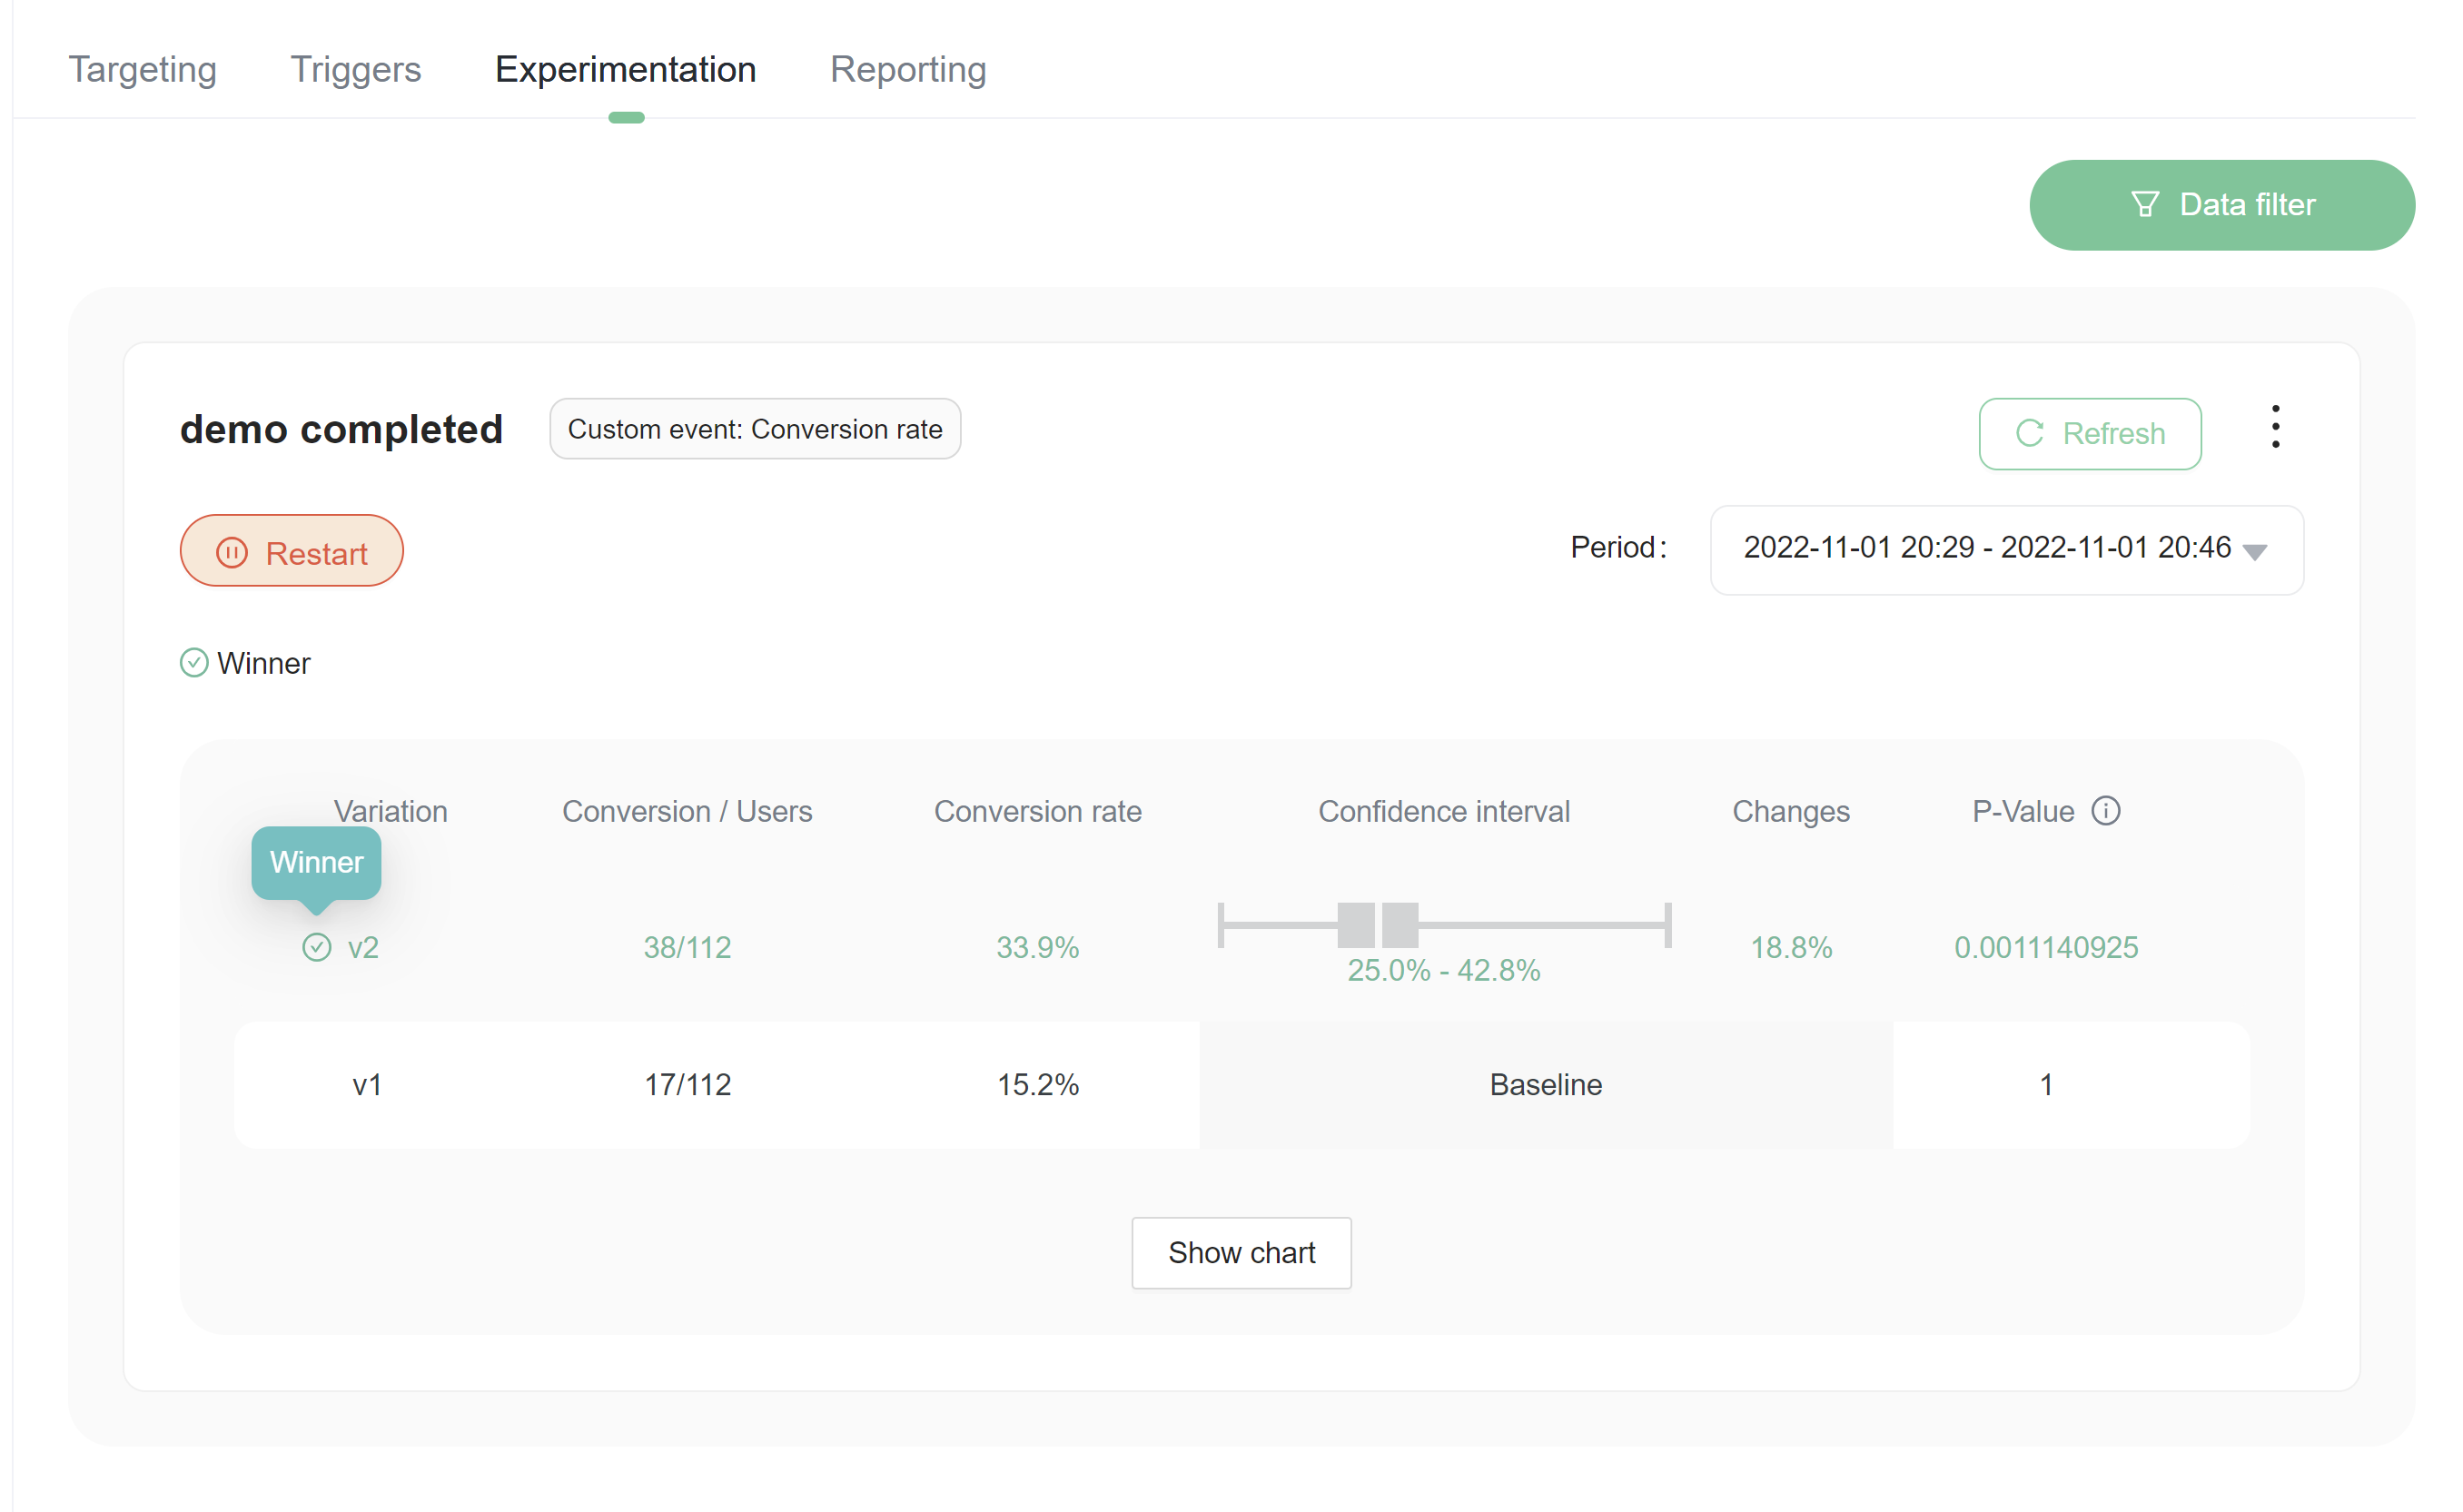 Targeting Triggers Experimentation Reporting
Data filter
demo completed Custom event: Conversion rate Refresh
Restart Period: 2022-11-01 20:29 - 2022-11-01 20:46
Winner
Variation Conversion / Users Conversion rate Confidence interval Changes P-Value
Winner
v2 38/112 33.9% 25.0% - 42.8% 18.8% 0.0011140925
v1 17/112 15.2% Baseline 1
Show chart